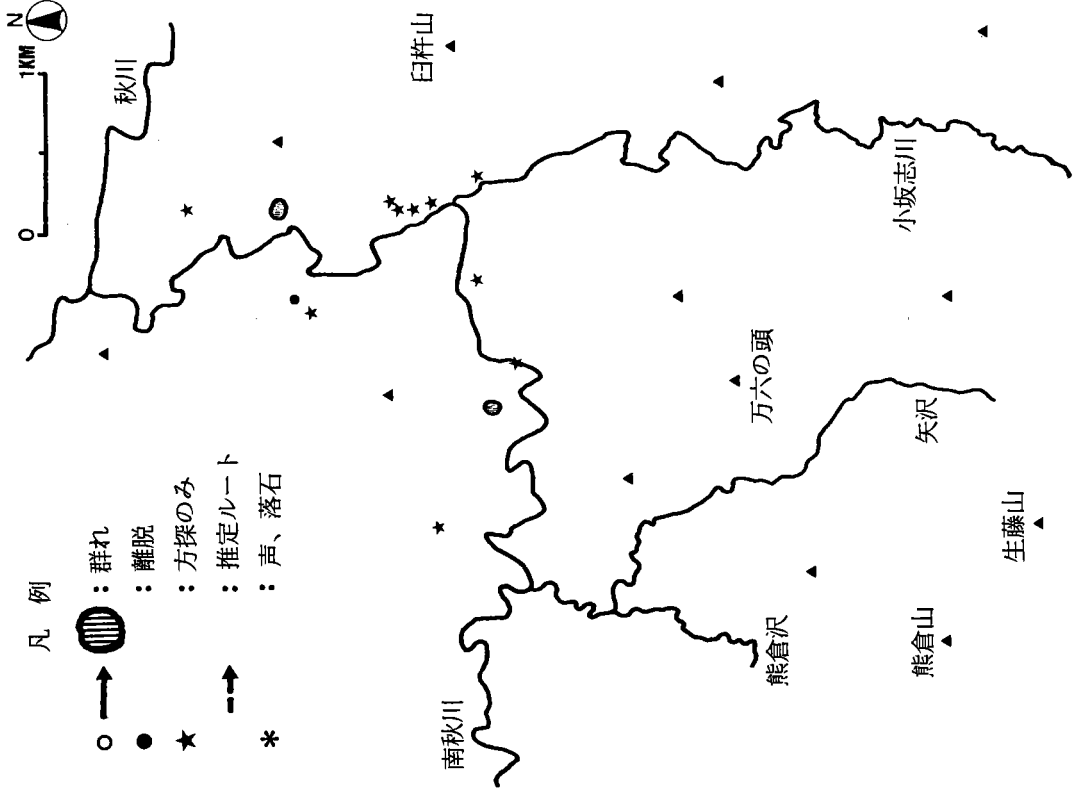 N
1KM
0
秋川
臼杵山
凡 例
：群れ
：離脱
：方探のみ
：推定ルート
：声、落石
小坂志川
万六の頭
矢沢
生藤山
熊倉山
熊倉沢
南秋川